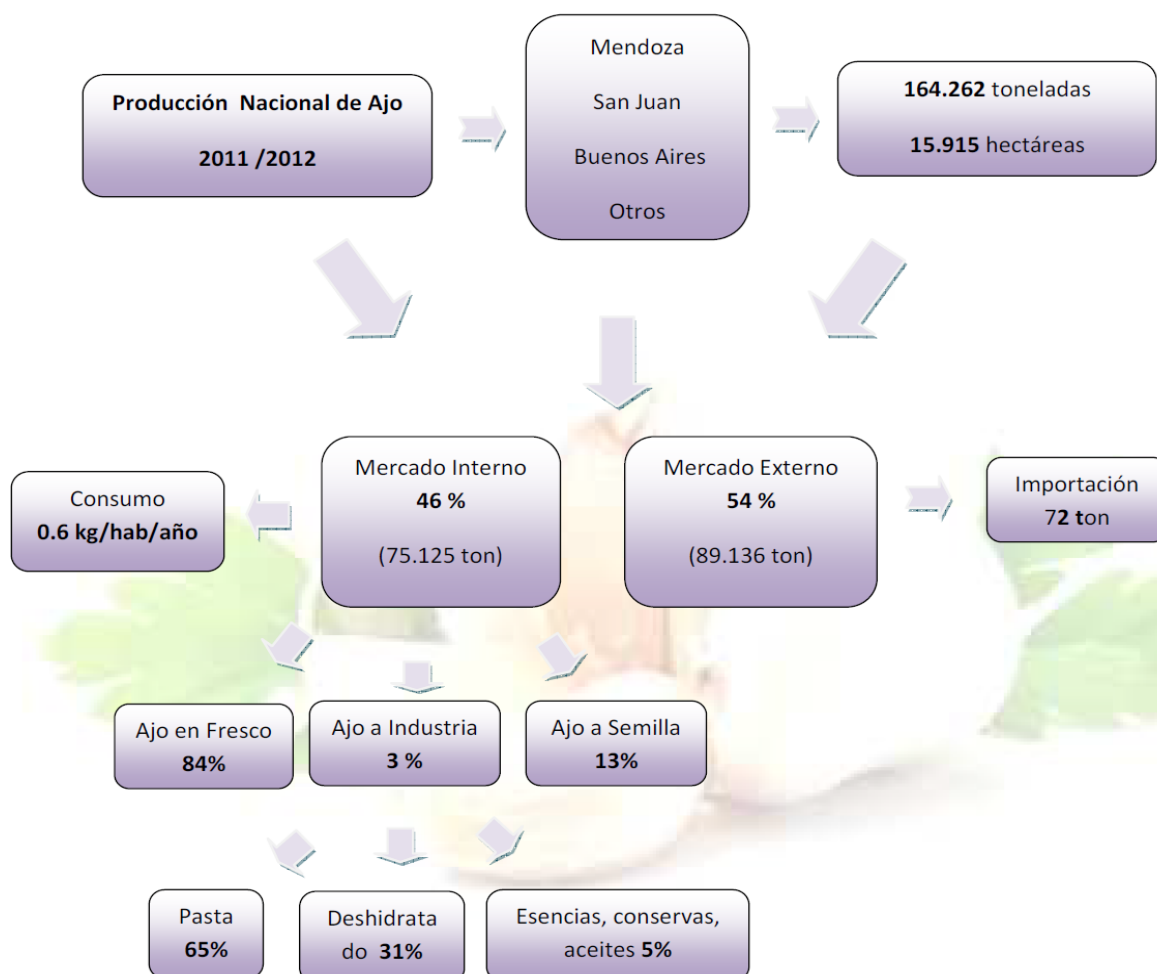 Producción Nacional de Ajo
2011 /2012
Mendoza
San Juan
Buenos Aires
Otros
164.262 toneladas
15.915 hectáreas
Consumo
0.6 kg/hab/año
Mercado Interno
46 %
(75.125 ton)
Mercado Externo
54 %
(89.136 ton)
Importación
72 ton
Ajo en Fresco
84%
Ajo a Industria
3 %
Ajo a Semilla
13%
Pasta
65%
Deshidrata
do 31%
Esencias, conservas,
aceites 5%